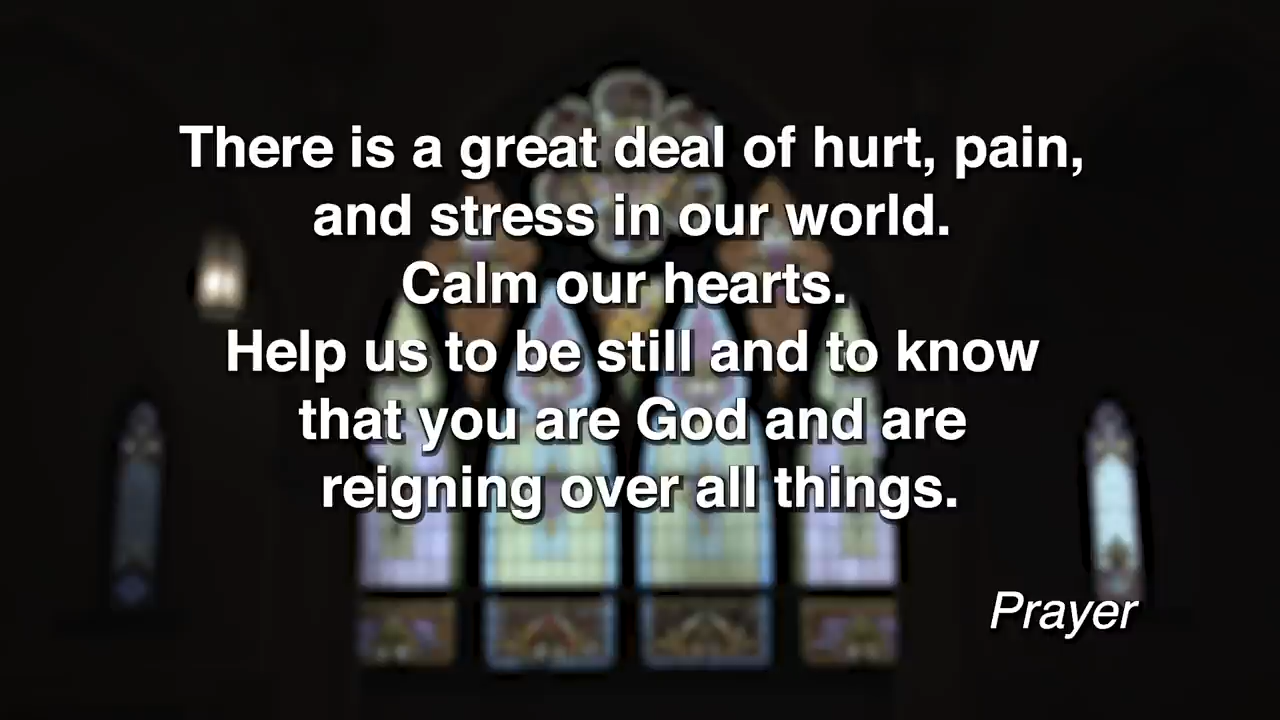 There is a great deal of hurt, pain,
and stress in our world.
Calm our hearts.
Help us to be still and to know
that you are God and are
reigning over all things.
Prayer